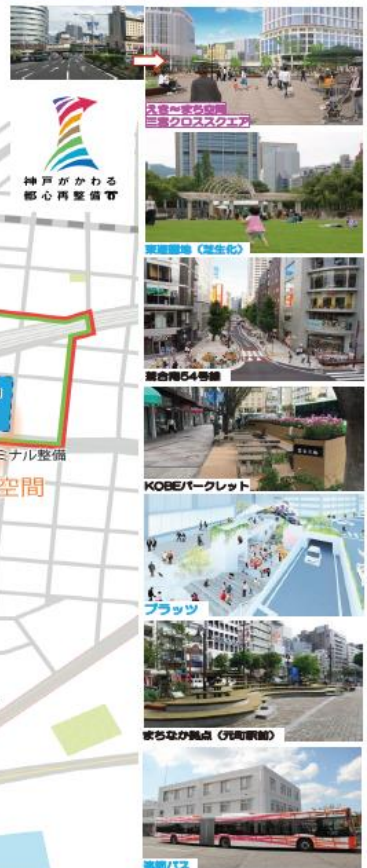 えき~まち空間
三宮クロススクエア
神戸がかわる
都心再整備
東遊園地(芝生化)
葺合南54号線
ミナル整備
空間
KOBEパークレット
プラッツ
まちなか拠点(元町駅前)
連節バス